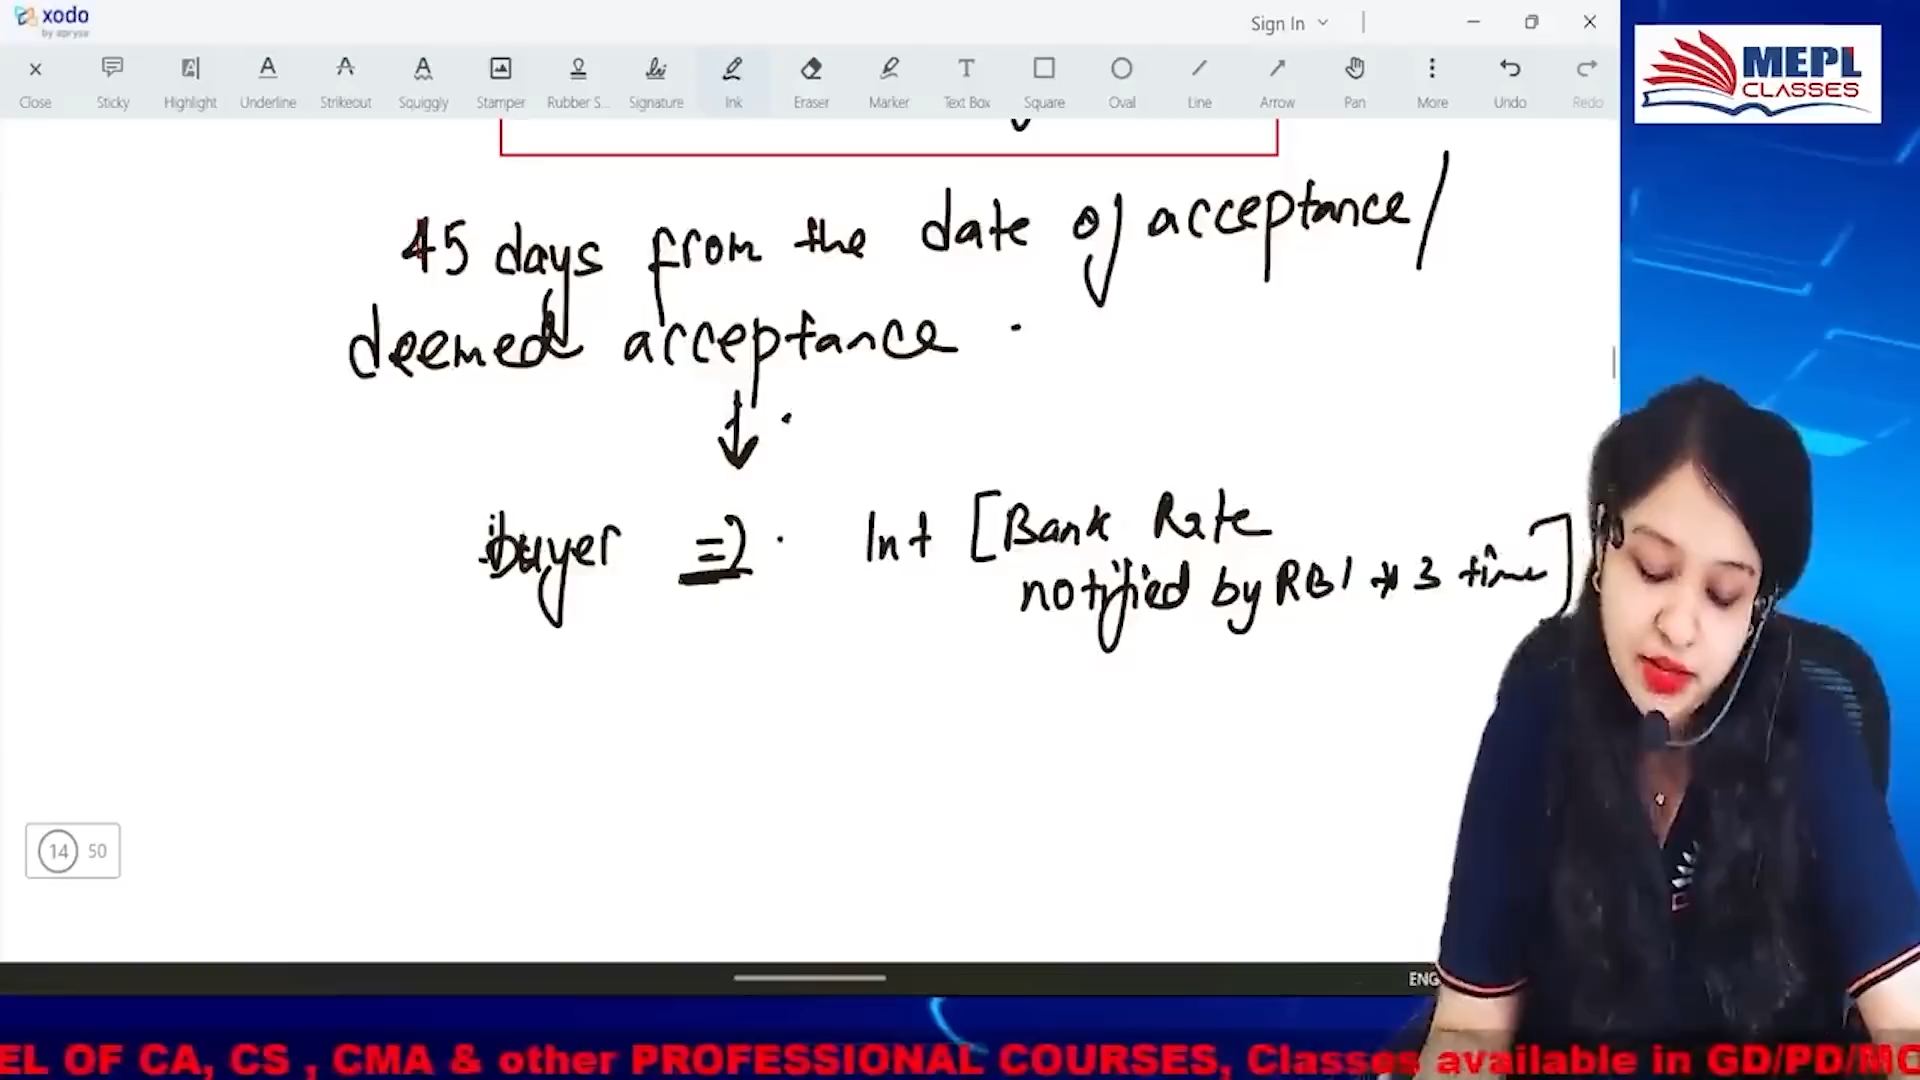 xodo
by apryse
Sign In
Close Sticky Highlight Underline Strikeout Squiggly Stamper Rubber S... Signature Ink Eraser Marker Text Box Square Oval Line Arrow Pan More Undo Redo
MEPL
CLASSES
45 days from the date of acceptance/
deemed acceptance.
buyer => Int [Bank Rate
notified by RBI * 3 time]
14 50
ENG
EL OF CA, CS , CMA & other PROFESSIONAL COURSES, Classes available in GD/PD/MO